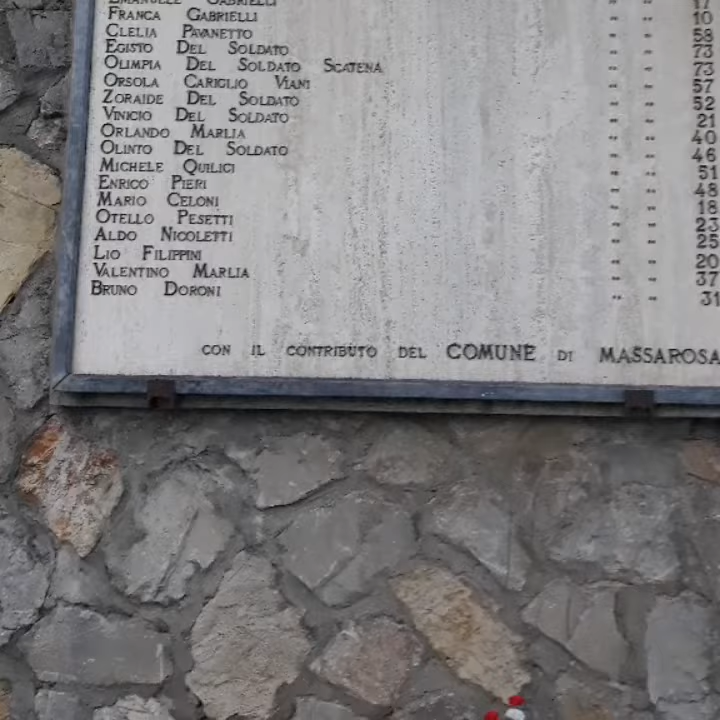 Emanuele Gabrielli " " 17
Franca Gabrielli " " 10
Clelia Pavanetto " " 58
Egisto Del Soldato " " 73
Olimpia Del Soldato Scatena " " 73
Orsola Cariglio Viani " " 57
Zoraide Del Soldato " " 52
Vinicio Del Soldato " " 21
Orlando Marlia " " 40
Olinto Del Soldato " " 46
Michele Quilici " " 51
Enrico Pieri " " 48
Mario Celoni " " 18
Otello Pesetti " " 23
Aldo Nicoletti " " 25
Lio Filippini " " 20
Valentino Marlia " " 37
Bruno Doroni " " 31
CON IL CONTRIBUTO DEL COMUNE DI MASSAROSA